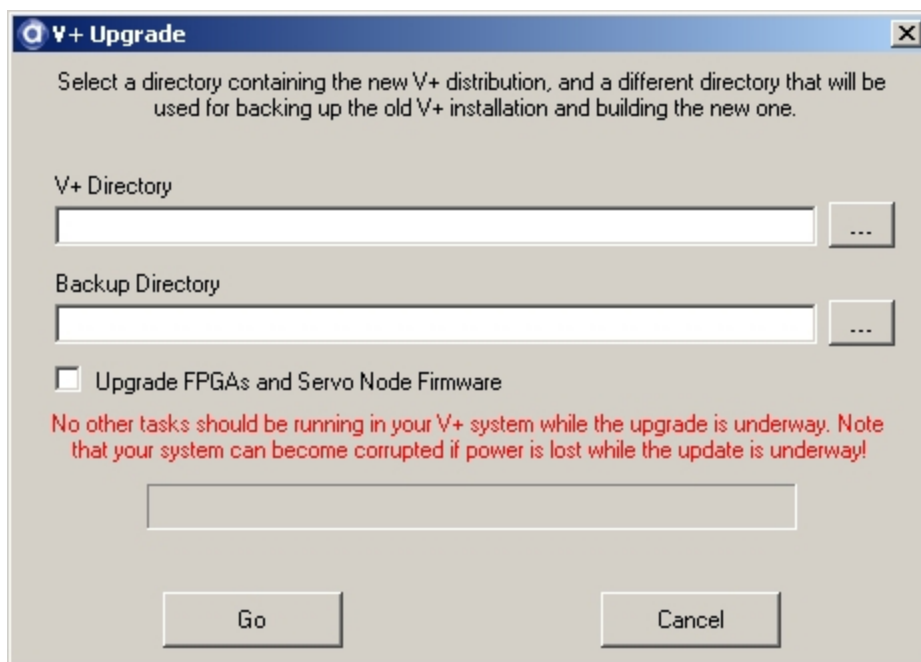 V+ Upgrade
Select a directory containing the new V+ distribution, and a different directory that will be
used for backing up the old V+ installation and building the new one.
V+ Directory
...
Backup Directory
...
Upgrade FPGAs and Servo Node Firmware
No other tasks should be running in your V+ system while the upgrade is underway. Note
that your system can become corrupted if power is lost while the update is underway!
Go
Cancel